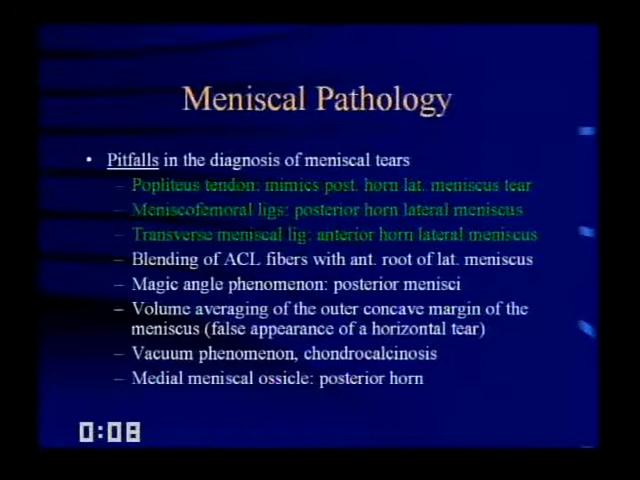 Meniscal Pathology
• Pitfalls in the diagnosis of meniscal tears
– Popliteus tendon: mimics post. horn lat. meniscus tear
– Meniscofemoral ligs: posterior horn lateral meniscus
– Transverse meniscal lig: anterior horn lateral meniscus
– Blending of ACL fibers with ant. root of lat. meniscus
– Magic angle phenomenon: posterior menisci
– Volume averaging of the outer concave margin of the
meniscus (false appearance of a horizontal tear)
– Vacuum phenomenon, chondrocalcinosis
– Medial meniscal ossicle: posterior horn
0:08